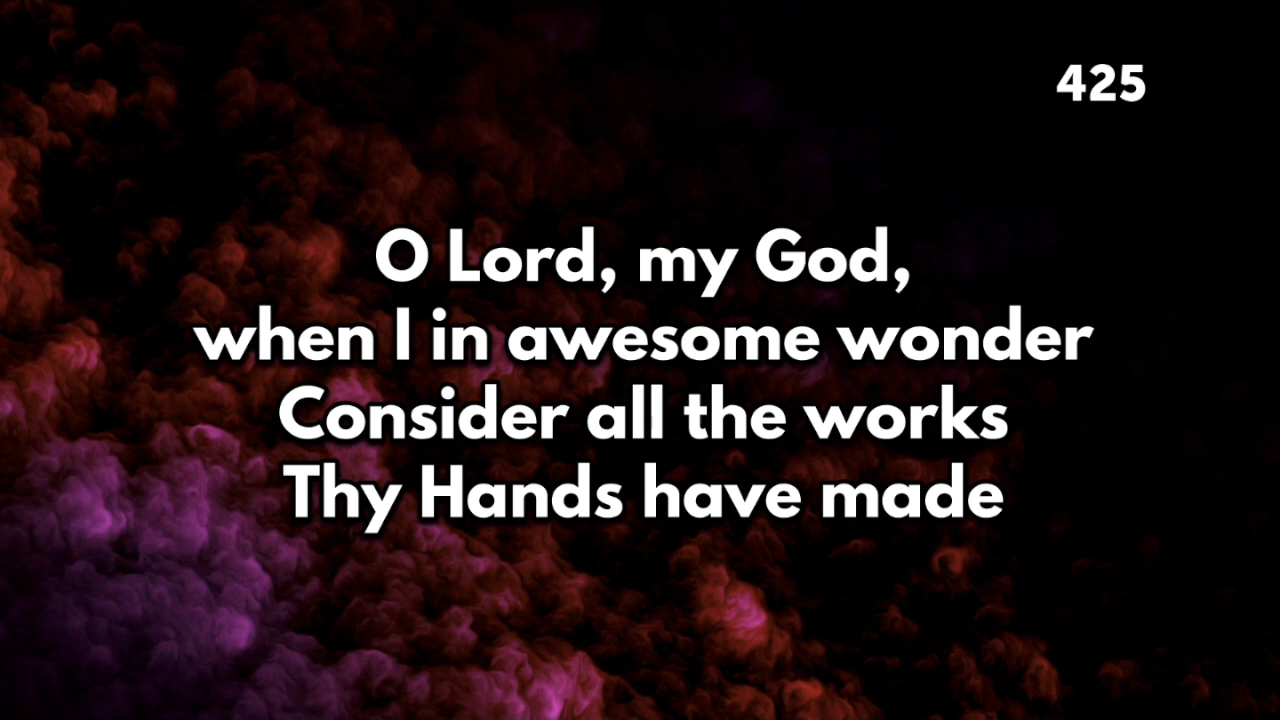 425
O Lord, my God,
when I in awesome wonder
Consider all the works
Thy Hands have made